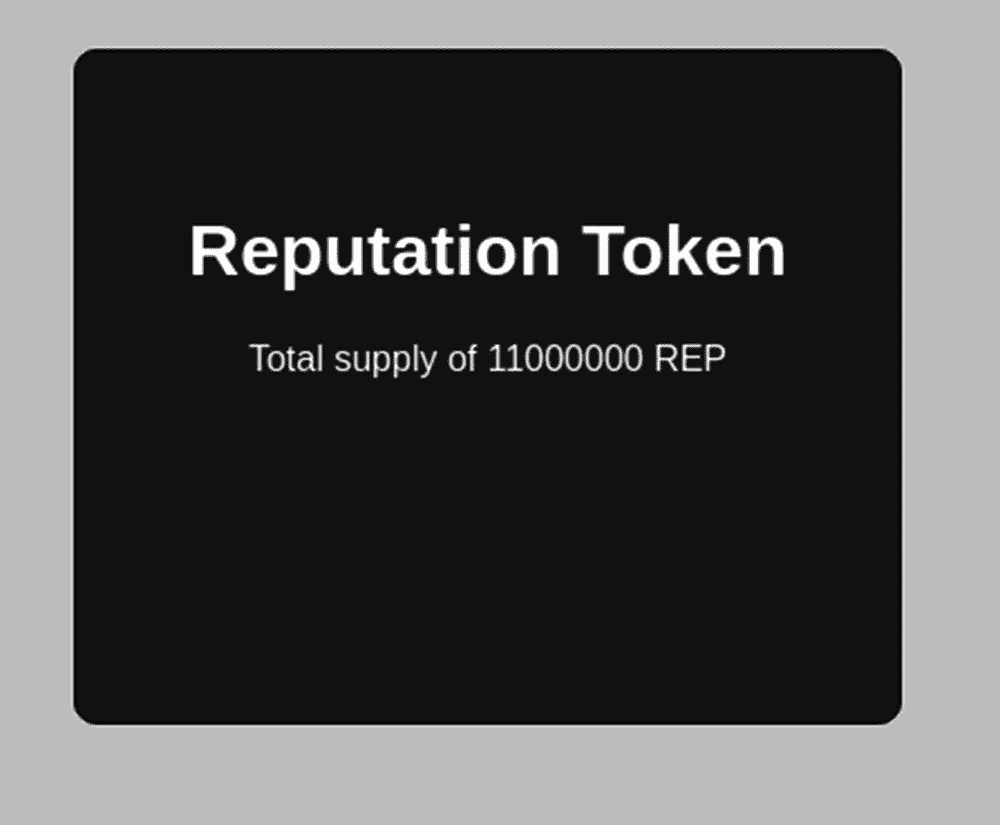 Reputation Token
Total supply of 11000000 REP